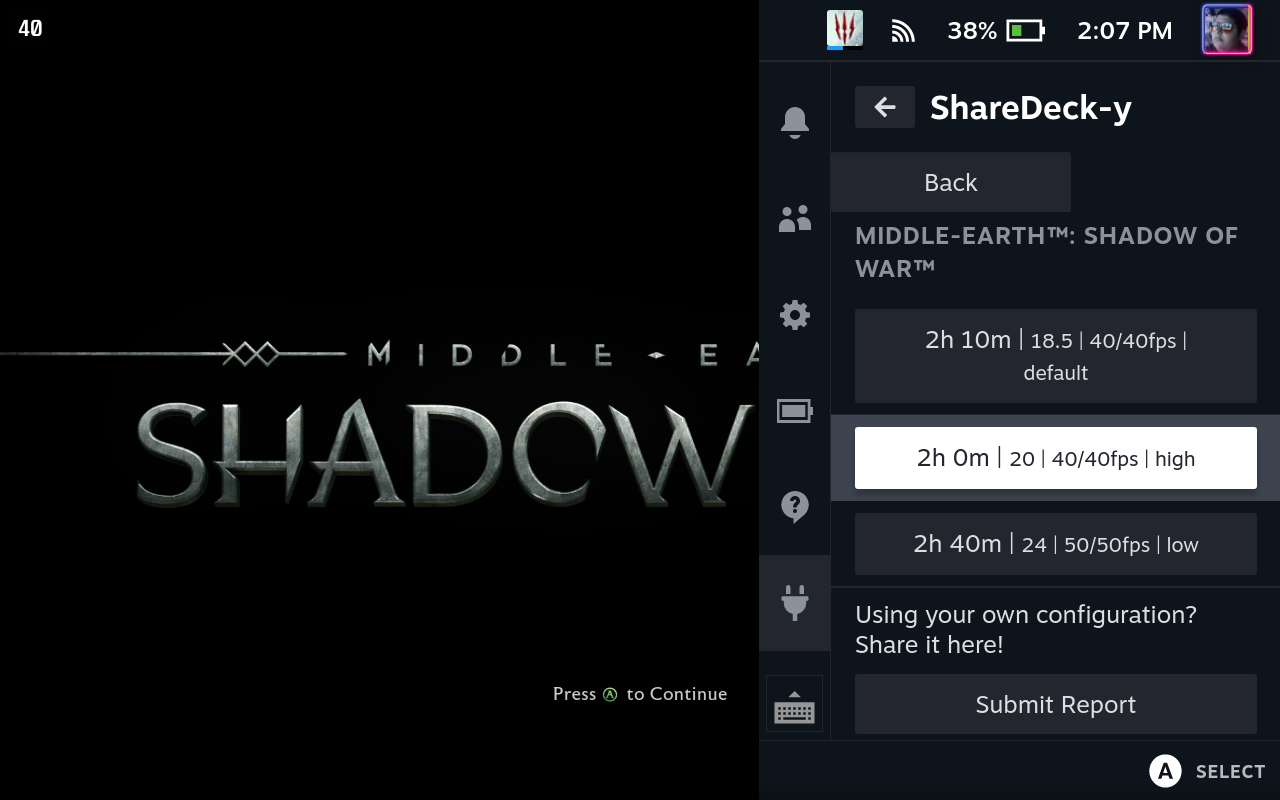 40
38%
2:07 PM
ShareDeck-y
Back
MIDDLE-EARTH™: SHADOW OF
WAR™
2h 10m | 18.5 | 40/40fps |
default
2h 0m | 20 | 40/40fps | high
2h 40m | 24 | 50/50fps | low
Using your own configuration?
Share it here!
Submit Report
A SELECT
MIDDLE - EA
SHADOW
Press A to Continue